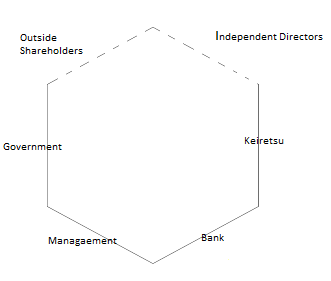 Outside
Shareholders
Independent Directors
Government
Keiretsu
Managaement
Bank